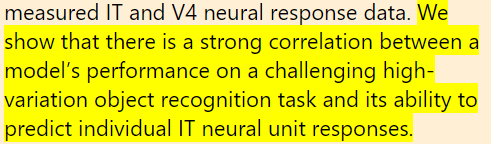 measured IT and V4 neural response data. We
show that there is a strong correlation between a
model’s performance on a challenging high-
variation object recognition task and its ability to
predict individual IT neural unit responses.